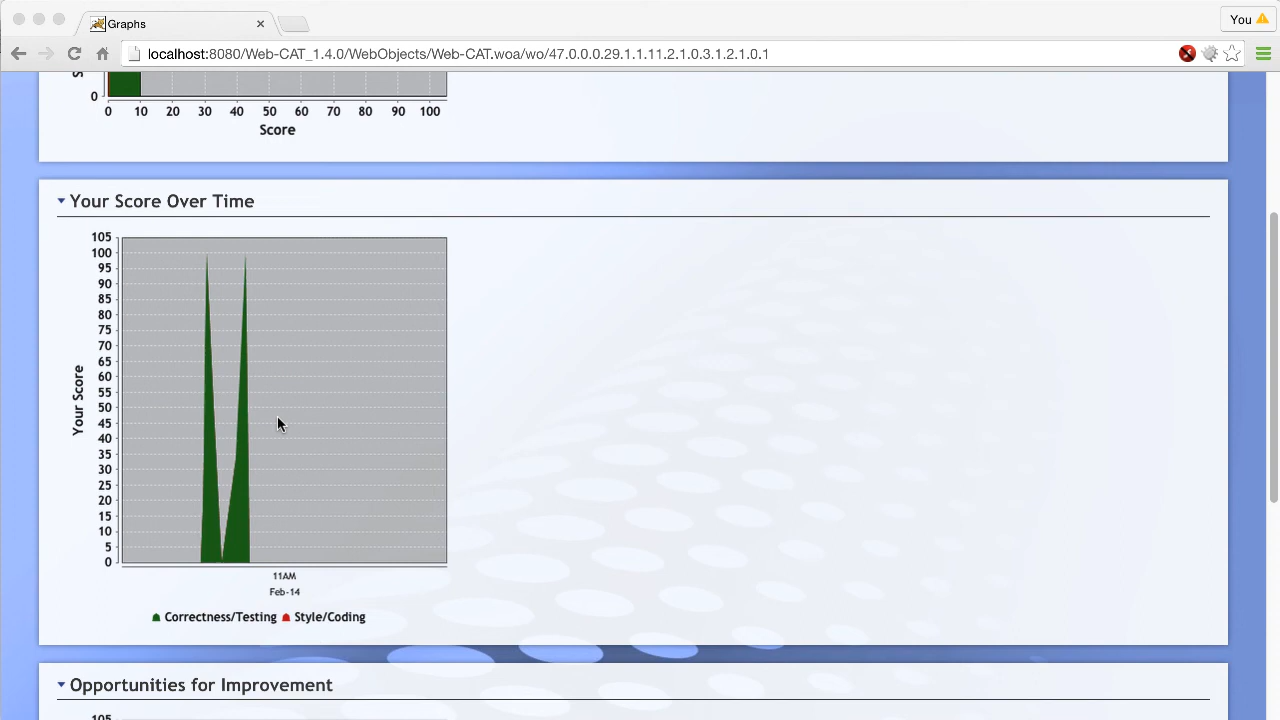 Graphs
You
localhost:8080/Web-CAT_1.4.0/WebObjects/Web-CAT.woa/wo/47.0.0.0.29.1.1.11.2.1.0.3.1.2.1.0.1
0
0 10 20 30 40 50 60 70 80 90 100
Score
Your Score Over Time
105
100
95
90
85
80
75
70
65
60
55
50
45
40
35
30
25
20
15
10
5
0
Your Score
11AM
Feb-14
Correctness/Testing Style/Coding
Opportunities for Improvement
105